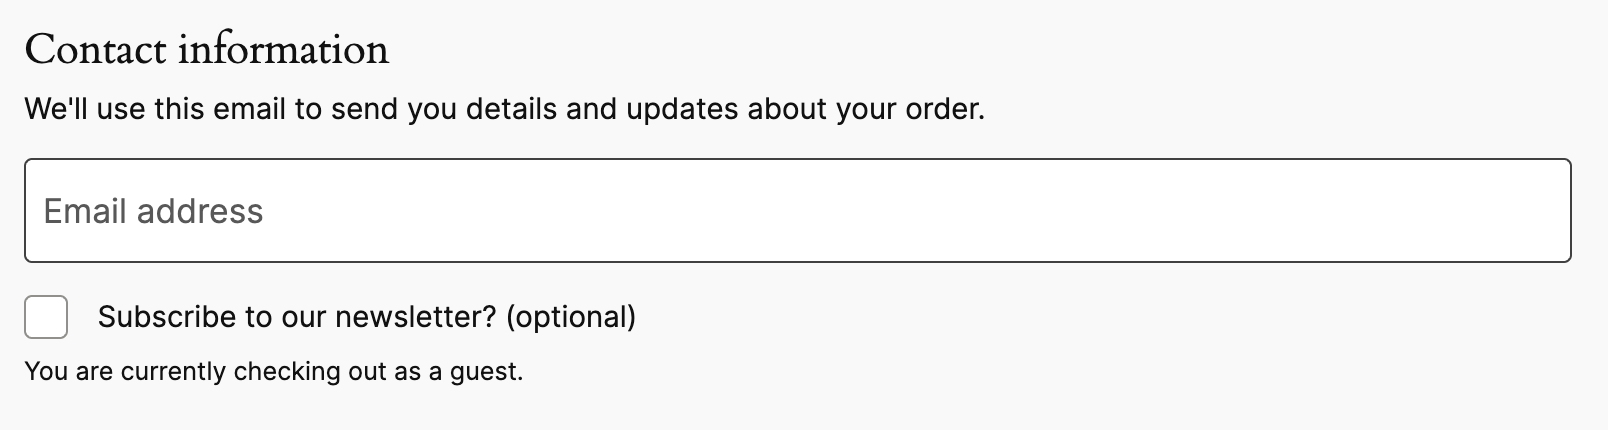 Contact information
We'll use this email to send you details and updates about your order.
Email address
Subscribe to our newsletter? (optional)
You are currently checking out as a guest.